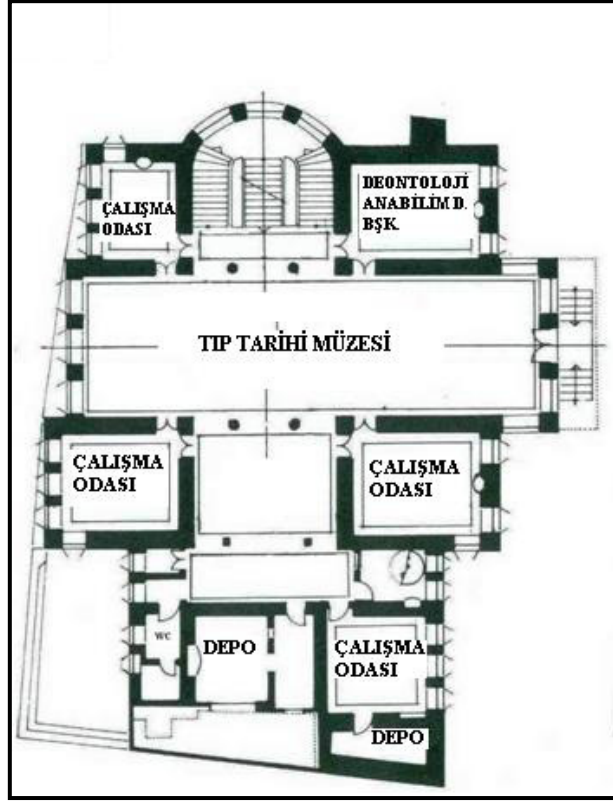 ÇALIŞMA
ODASI
DEONTOLOJİ
ANABİLİM D.
BŞK.
TIP TARİHİ MÜZESİ
ÇALIŞMA
ODASI
ÇALIŞMA
ODASI
WC
DEPO
ÇALIŞMA
ODASI
DEPO